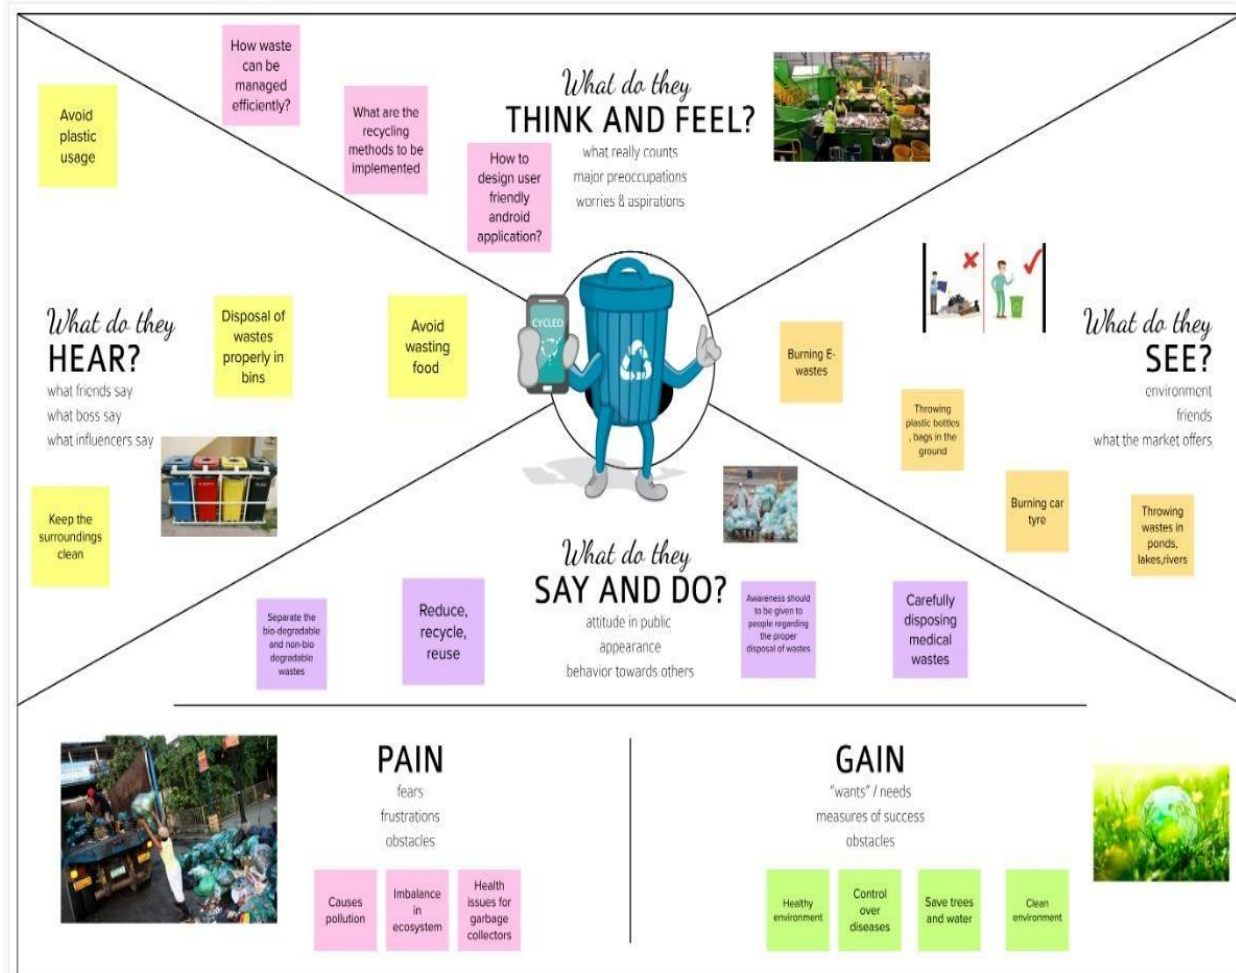 How waste
can be
managed
efficiently?
What are the
recycling
methods to be
implemented
How to
design user
friendly
android
application?
What do they
THINK AND FEEL?
what really counts
major preoccupations
worries & aspirations
Avoid
plastic
usage
What do they
HEAR?
what friends say
what boss say
what influencers say
Disposal of
wastes
properly in
bins
Avoid
wasting
food
Keep the
surroundings
clean
CYCLED
What do they
SEE?
environment
friends
what the market offers
Burning E-
wastes
Throwing
plastic bottles
, bags in the
ground
Burning car
tyre
Throwing
wastes in
ponds,
lakes,rivers
What do they
SAY AND DO?
attitude in public
appearance
behavior towards others
Separate the
bio-degradable
and non-bio
degradable
wastes
Reduce,
recycle,
reuse
Awareness should
to be given to
people regarding
the proper
disposal of wastes
Carefully
disposing
medical
wastes
PAIN
fears
frustrations
obstacles
Causes
pollution
Imbalance
in
ecosystem
Health
issues for
garbage
collectors
GAIN
"wants" / needs
measures of success
obstacles
Healthy
environment
Control
over
diseases
Save trees
and water
Clean
environment